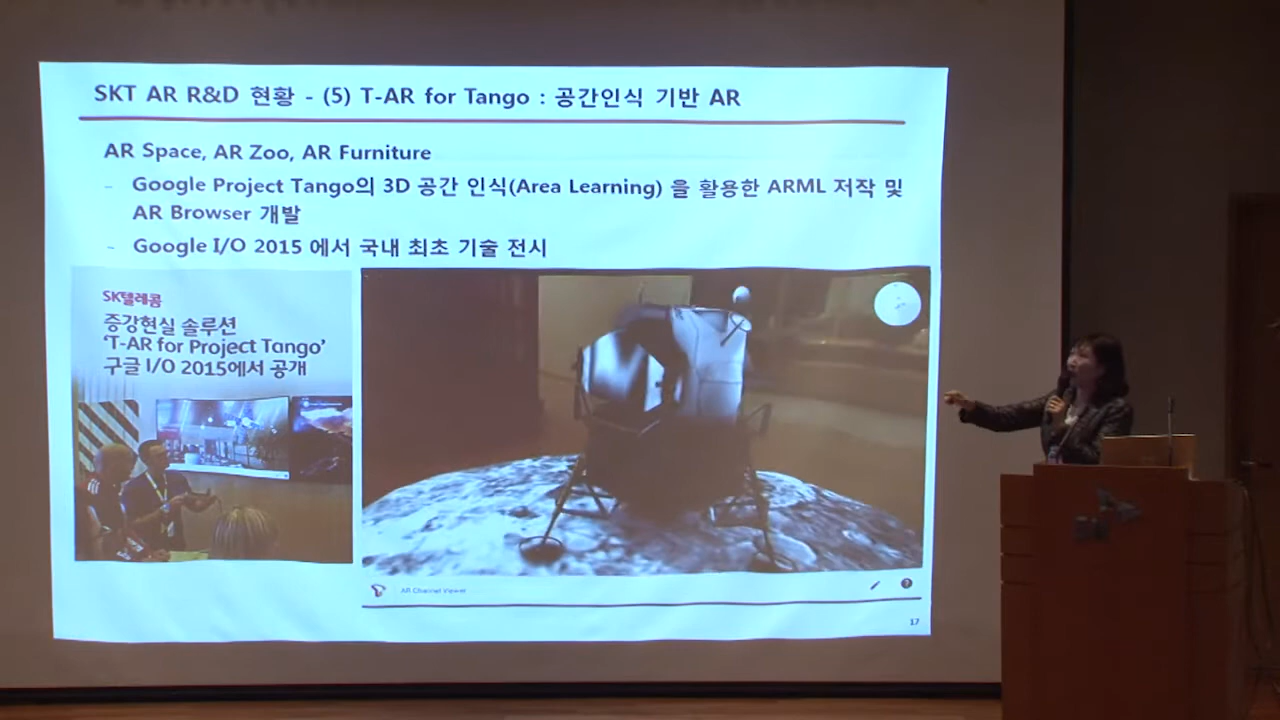 SKT AR R&D 현황 - (5) T-AR for Tango : 공간인식 기반 AR
AR Space, AR Zoo, AR Furniture
- Google Project Tango의 3D 공간 인식(Area Learning) 을 활용한 ARML 저작 및
AR Browser 개발
- Google I/O 2015 에서 국내 최초 기술 전시
SK텔레콤
증강현실 솔루션
'T-AR for Project Tango'
구글 I/O 2015에서 공개
AR Channel Viewer
?
17